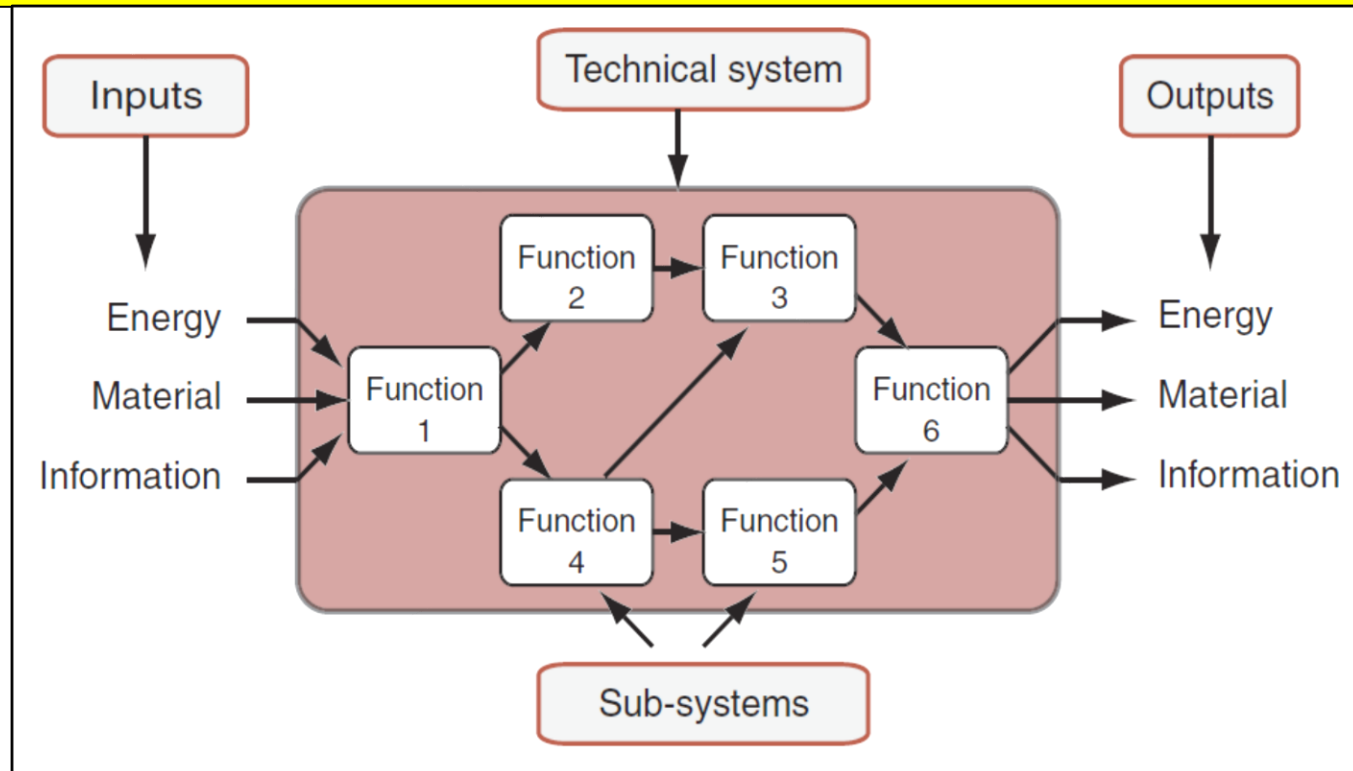 Inputs
Technical system
Outputs
Energy
Material
Information
Function
1
Function
2
Function
3
Function
4
Function
5
Function
6
Energy
Material
Information
Sub-systems